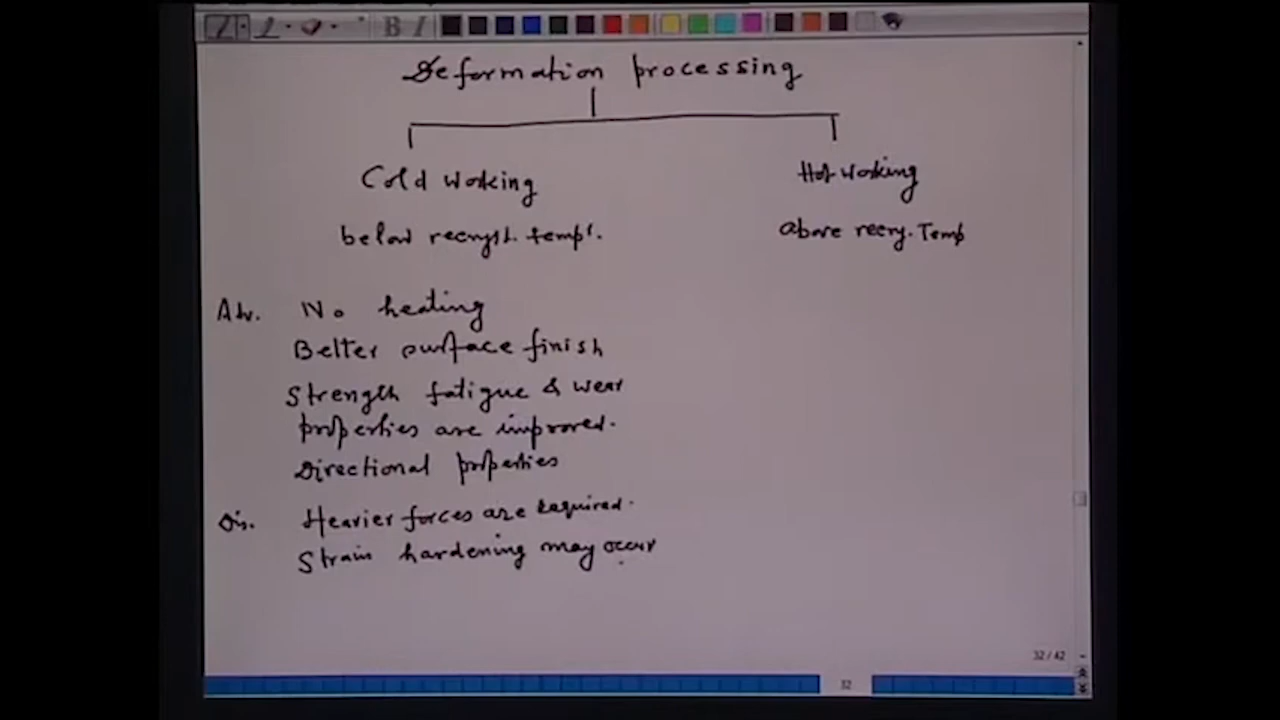 B I
Deformation processing
Cold working
Hot working
below recryst. temp.
above recry. Temp
Adv. No heating
Better surface finish
Strength fatigue & wear
properties are improved.
Directional properties
Dis. Heavier forces are required.
Strain hardening may occur
32/42
32